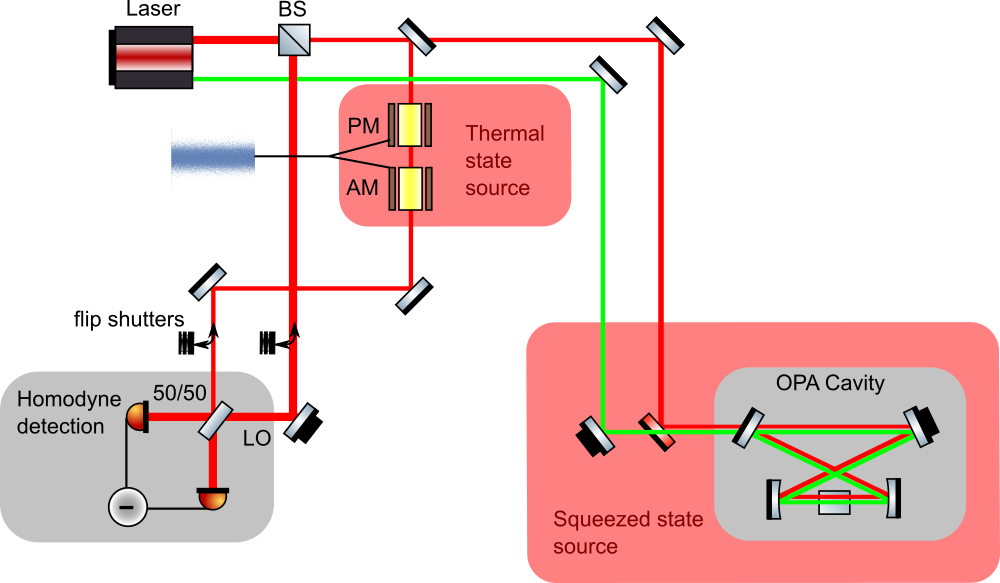 Laser
BS
PM
AM
Thermal
state
source
flip shutters
50/50
Homodyne
detection
LO
OPA Cavity
Squeezed state
source